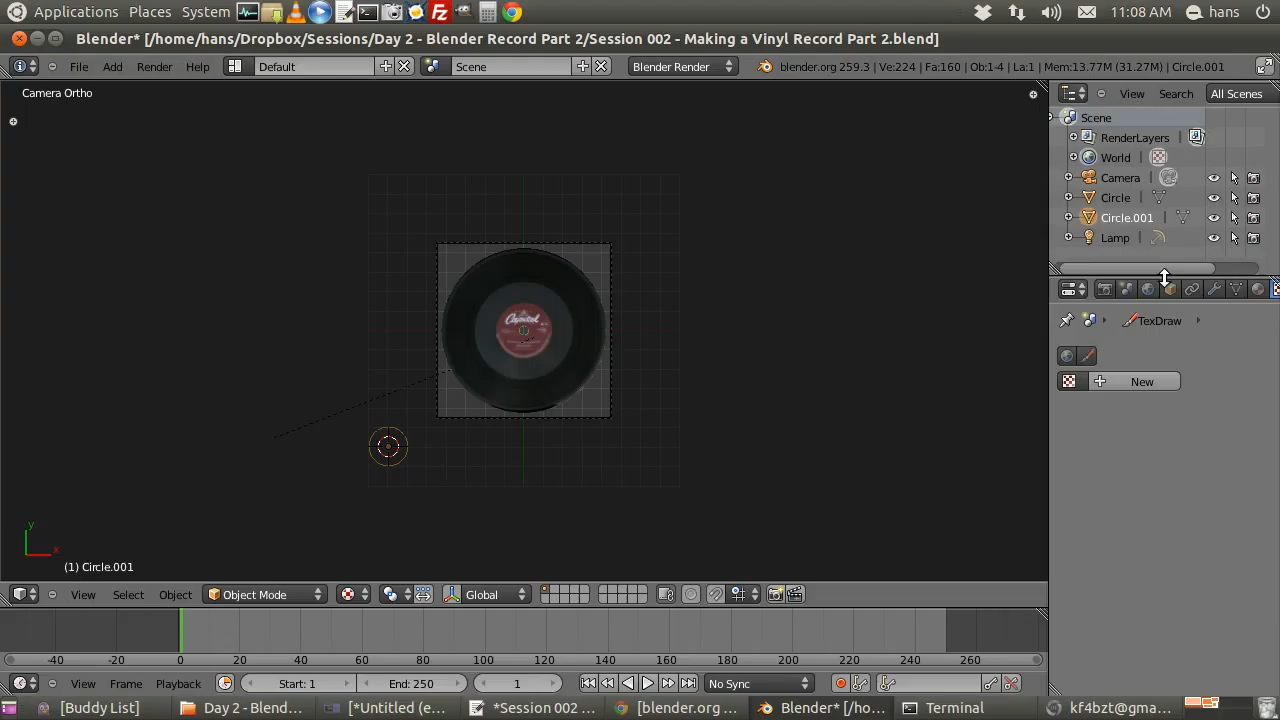 Applications Places System 11:08 AM hans
Blender* [/home/hans/Dropbox/Sessions/Day 2 - Blender Record Part 2/Session 002 - Making a Vinyl Record Part 2.blend]
File Add Render Help Default Scene Blender Render blender.org 259.3 | Ve:224 | Fa:160 | Ob:1-4 | La:1 | Mem:13.77M (31.27M) | Circle.001
Camera Ortho
View Search All Scenes
Scene
RenderLayers
World
Camera
Circle
Circle.001
Lamp
TexDraw
New
Capitol
y
x
(1) Circle.001
View Select Object Object Mode Global
-40 -20 0 20 40 60 80 100 120 140 160 180 200 220 240 260
View Frame Playback Start: 1 End: 250 1 No Sync
[Buddy List] Day 2 - Blend... [*Untitled (e... *Session 002 ... [blender.org ... Blender* [/ho... Terminal kf4bzt@gma...